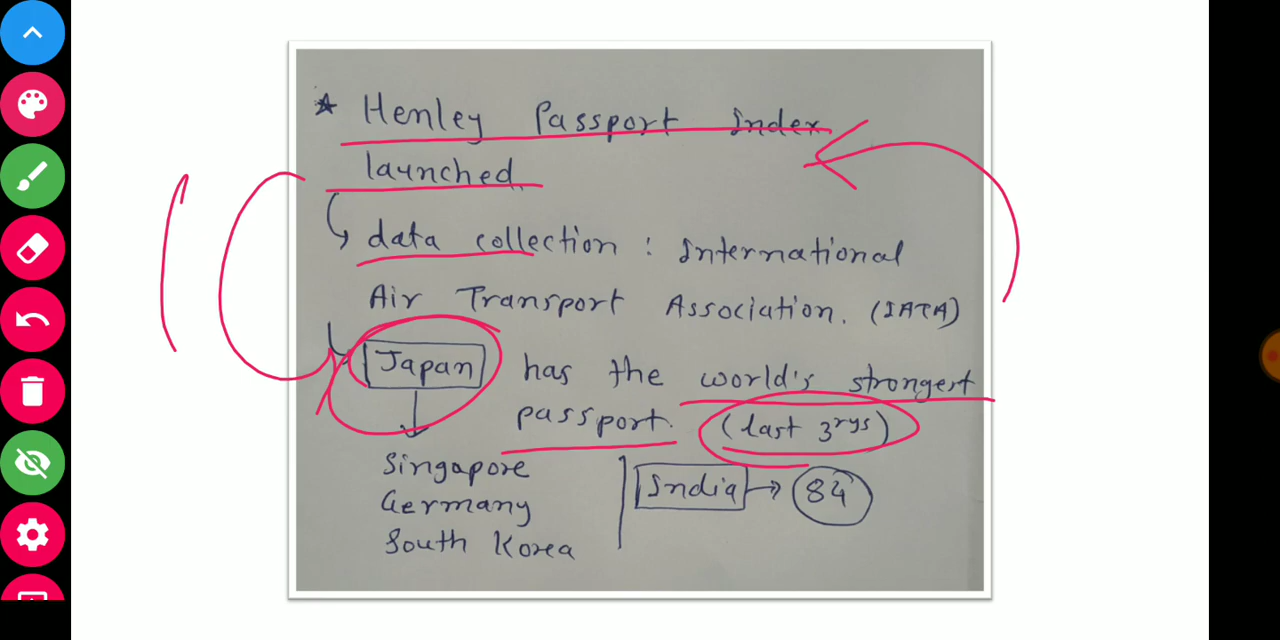 * Henley Passport Index
launched
data collection : International
Air Transport Association. (IATA)
Japan has the world's strongest
passport. (last 3 rys)
Singapore
Germany
South Korea
India → 84